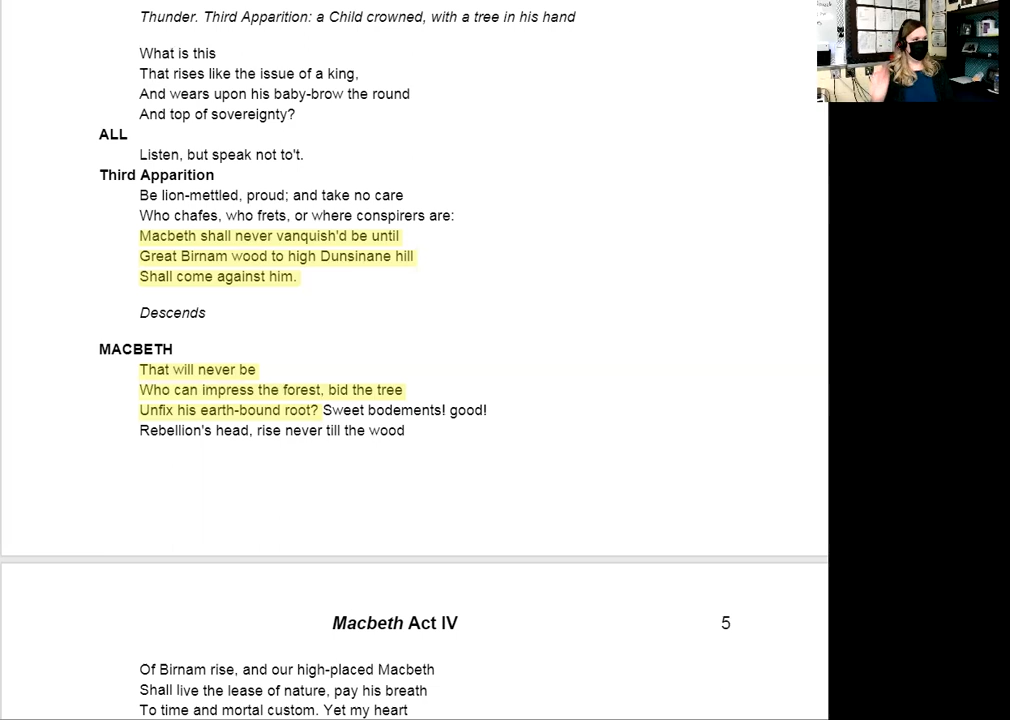 Thunder. Third Apparition: a Child crowned, with a tree in his hand
What is this
That rises like the issue of a king,
And wears upon his baby-brow the round
And top of sovereignty?
ALL
Listen, but speak not to't.
Third Apparition
Be lion-mettled, proud; and take no care
Who chafes, who frets, or where conspirers are:
Macbeth shall never vanquish'd be until
Great Birnam wood to high Dunsinane hill
Shall come against him.
Descends
MACBETH
That will never be
Who can impress the forest, bid the tree
Unfix his earth-bound root? Sweet bodements! good!
Rebellion's head, rise never till the wood
Macbeth Act IV 5
Of Birnam rise, and our high-placed Macbeth
Shall live the lease of nature, pay his breath
To time and mortal custom. Yet my heart